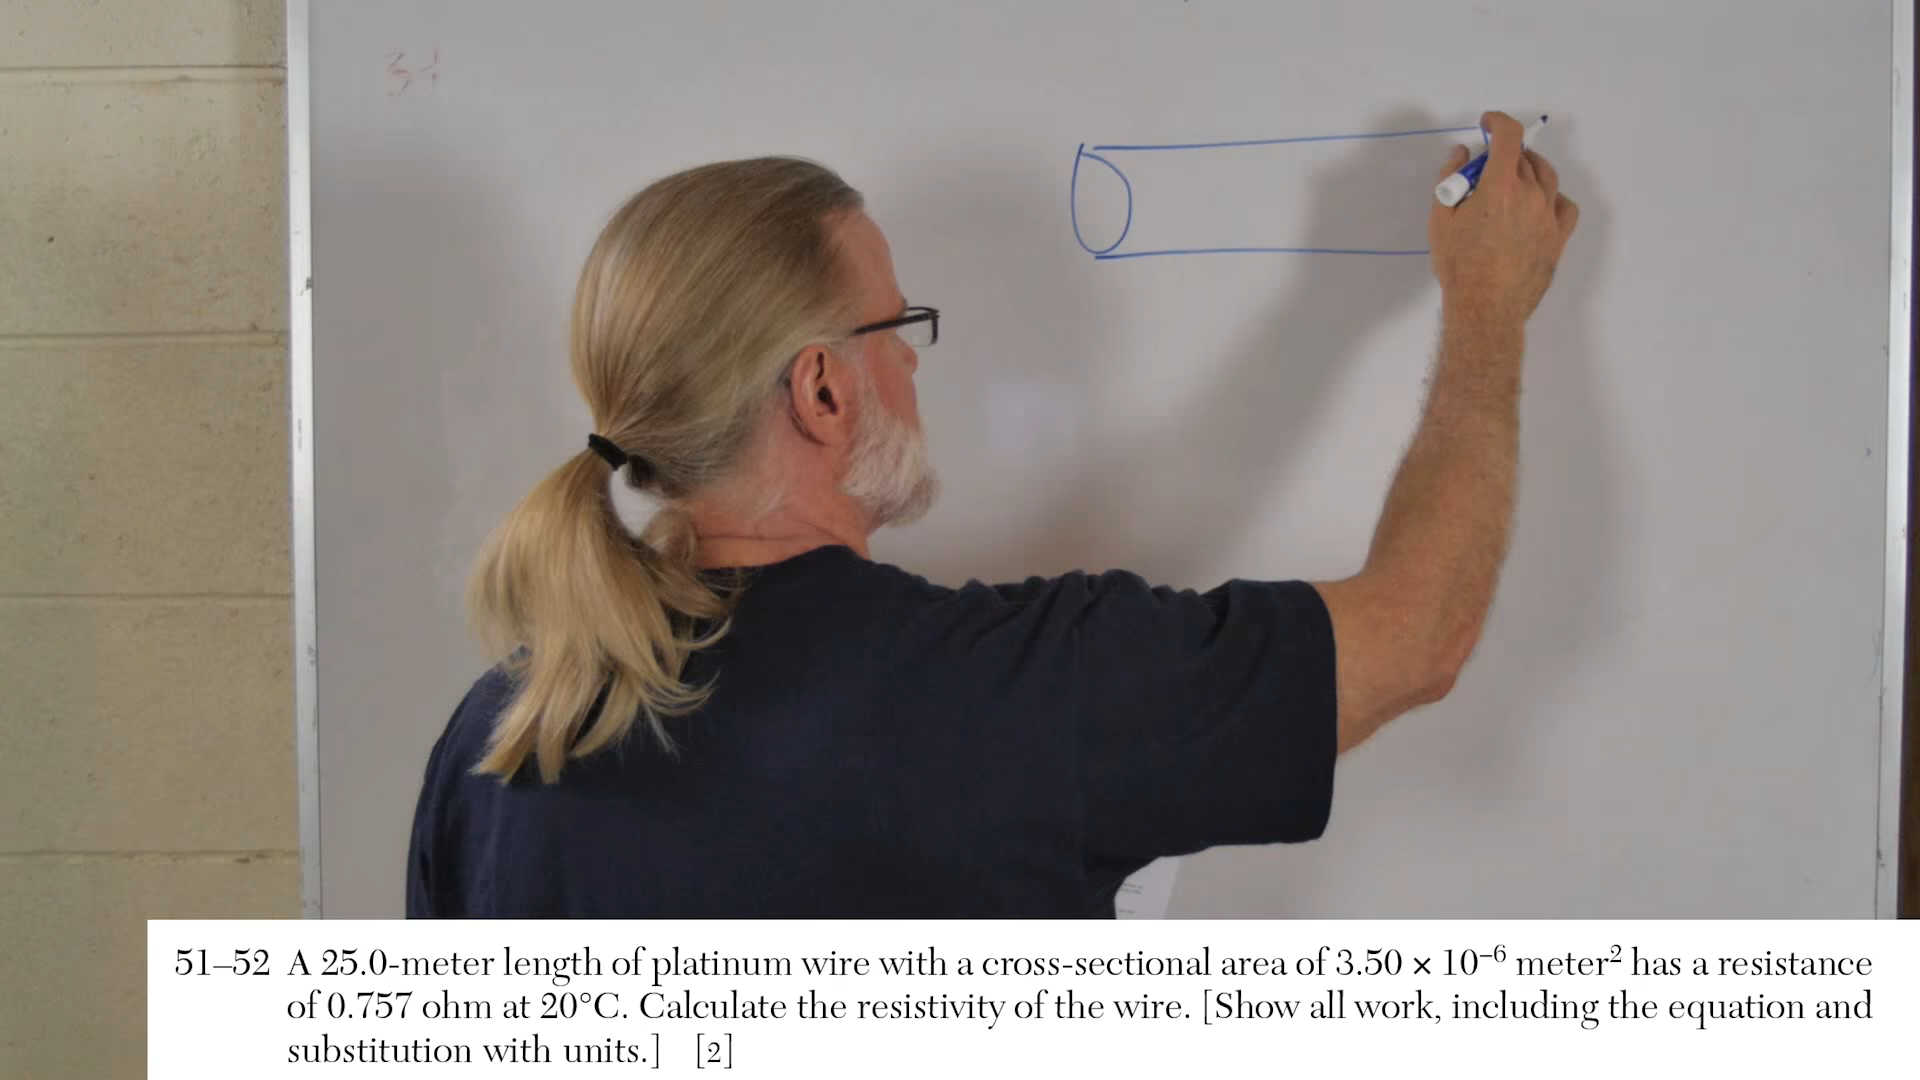 51–52 A 25.0-meter length of platinum wire with a cross-sectional area of 3.50 × 10⁻⁶ meter² has a resistance
of 0.757 ohm at 20°C. Calculate the resistivity of the wire. [Show all work, including the equation and
substitution with units.] [2]